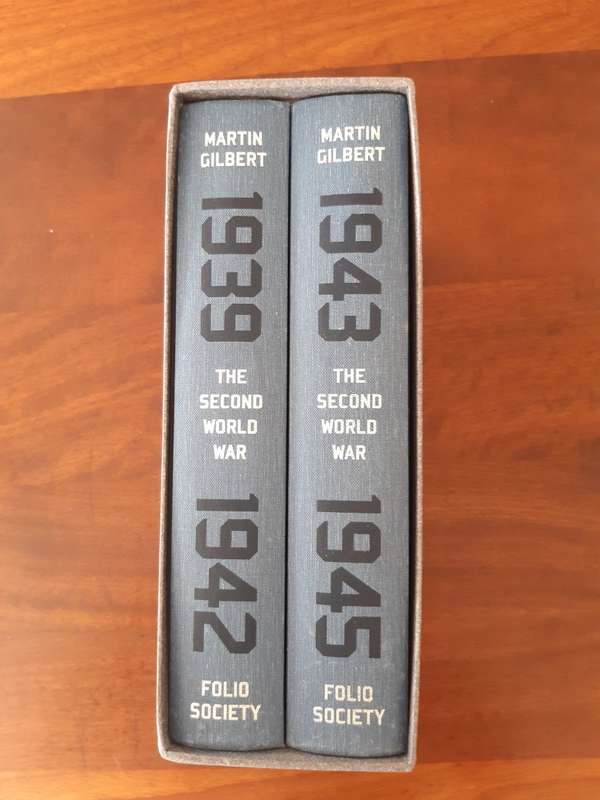 MARTIN
GILBERT
1939
THE
SECOND
WORLD
WAR
1942
FOLIO
SOCIETY
MARTIN
GILBERT
1943
THE
SECOND
WORLD
WAR
1945
FOLIO
SOCIETY